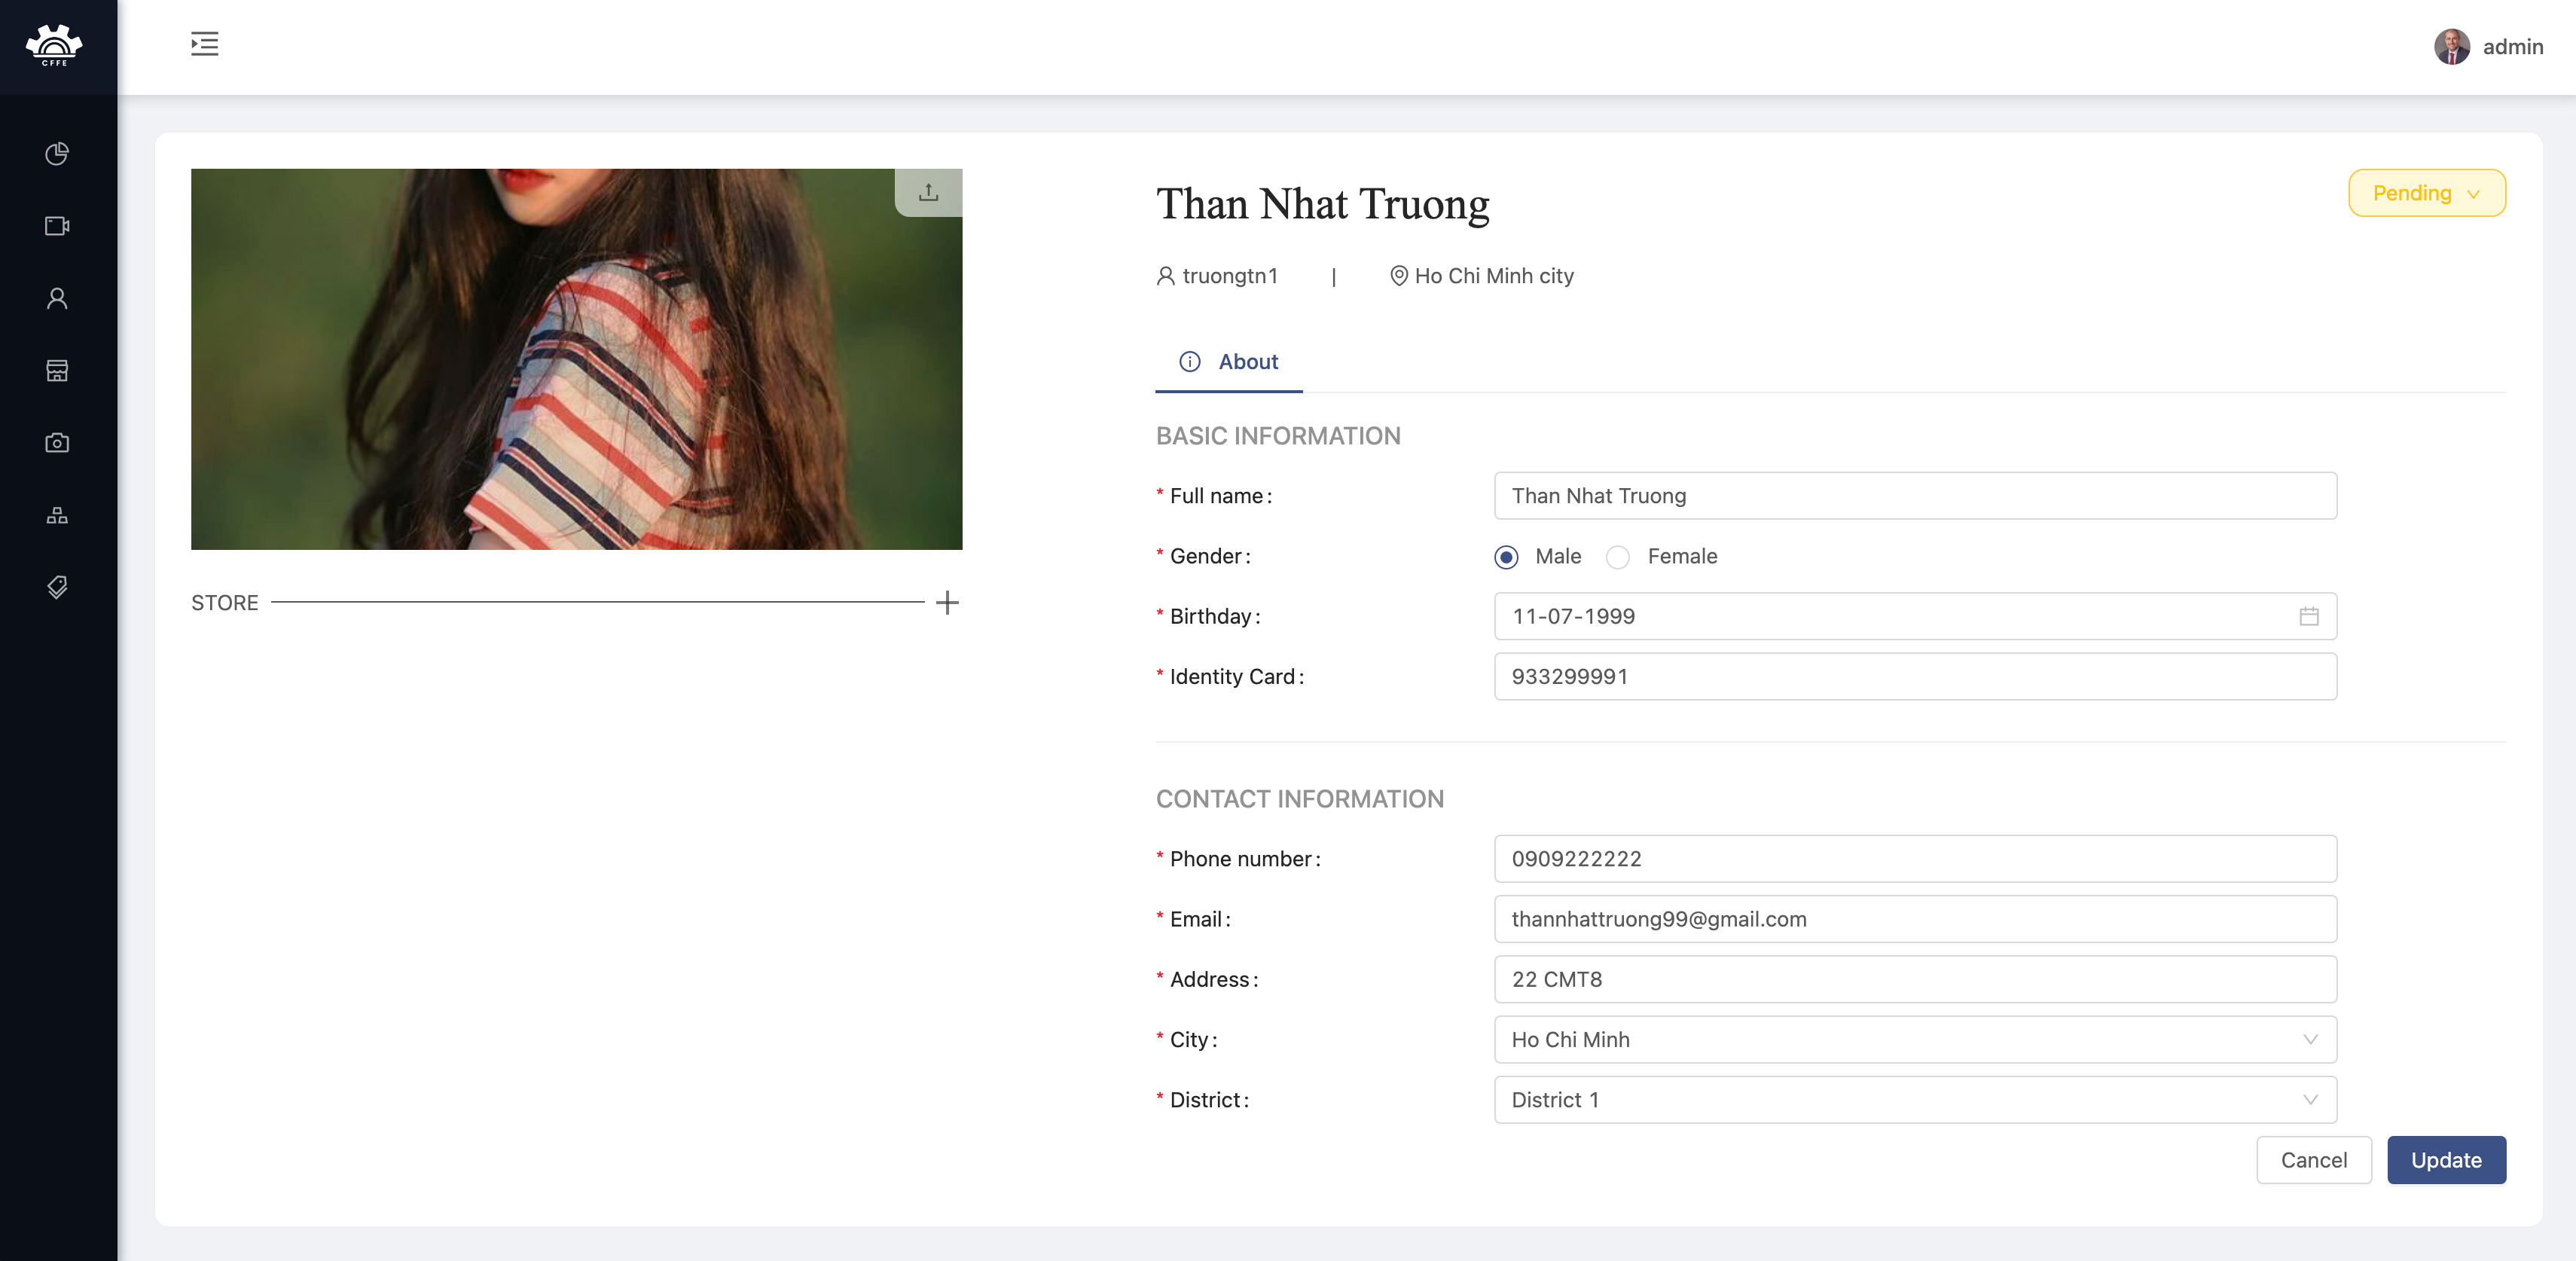 CFFE
admin
Than Nhat Truong
Pending
truongtn1 | Ho Chi Minh city
About
BASIC INFORMATION
* Full name: Than Nhat Truong
* Gender: Male Female
* Birthday: 11-07-1999
* Identity Card: 933299991
STORE
CONTACT INFORMATION
* Phone number: 0909222222
* Email: thannhattruong99@gmail.com
* Address: 22 CMT8
* City: Ho Chi Minh
* District: District 1
Cancel Update